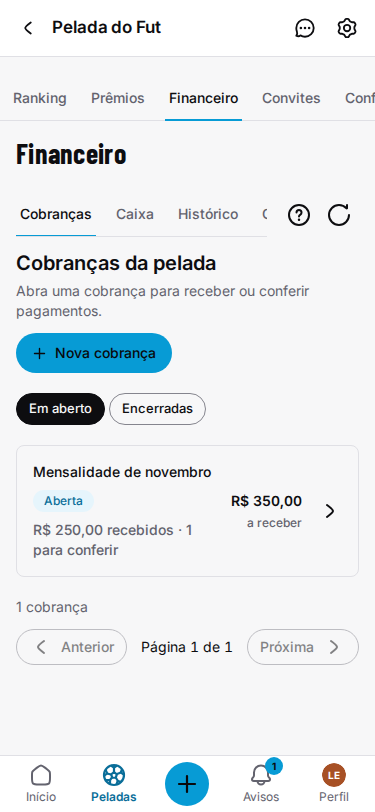 Pelada do Fut
Ranking Prêmios Financeiro Convites Conf
Financeiro
Cobranças Caixa Histórico
Cobranças da pelada
Abra uma cobrança para receber ou conferir
pagamentos.
+ Nova cobrança
Em aberto Encerradas
Mensalidade de novembro
Aberta
R$ 350,00
a receber
R$ 250,00 recebidos · 1
para conferir
1 cobrança
Anterior Página 1 de 1 Próxima
1
LE
Início Peladas Avisos Perfil